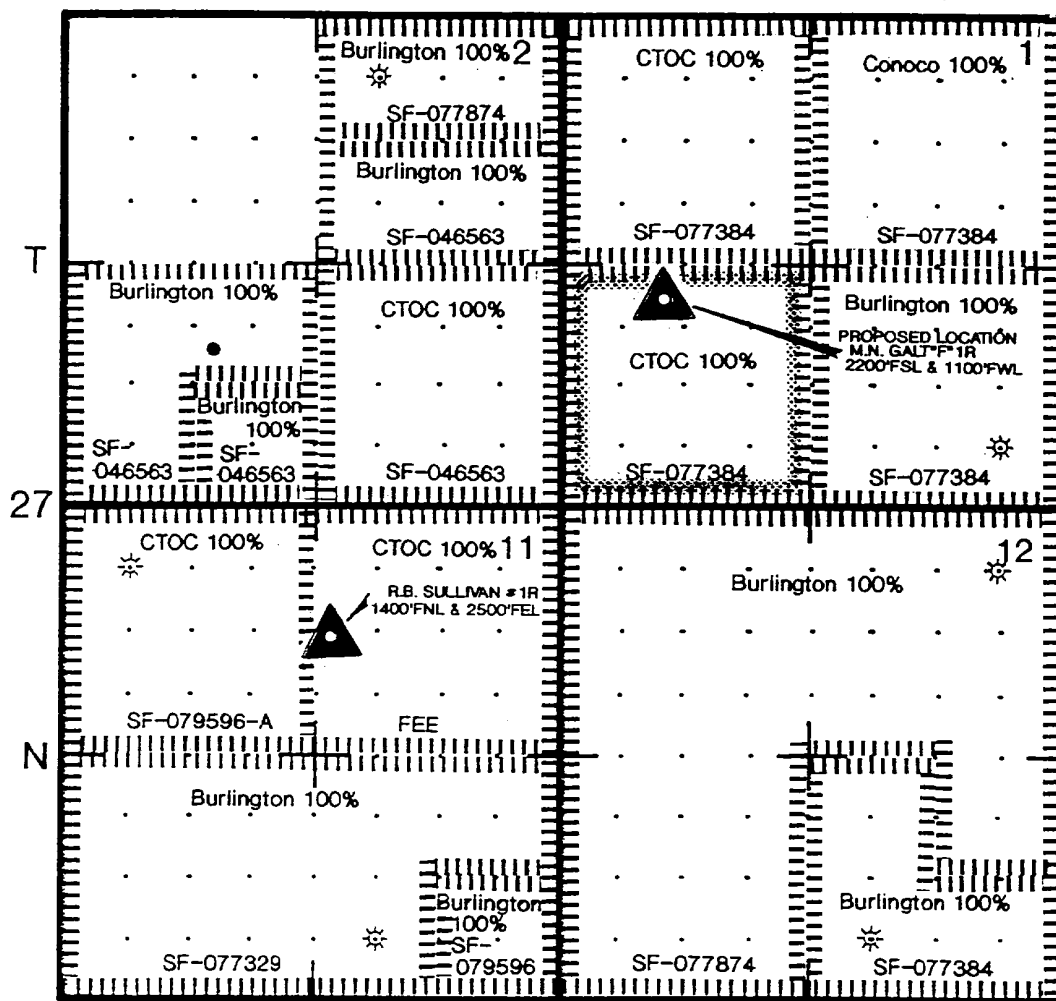 Burlington 100% 2
SF-077874
Burlington 100%
SF-046563
CTOC 100%
SF-077384
Conoco 100% 1
SF-077384
T
Burlington 100%
Burlington
100%
SF-
046563
SF-
046563
CTOC 100%
SF-046563
CTOC 100%
SF-077384
Burlington 100%
PROPOSED LOCATION
M.N. GALT"F" 1R
2200'FSL & 1100'FWL
SF-077384
27
CTOC 100%
SF-079596-A
CTOC 100% 11
R.B. SULLIVAN #1R
1400'FNL & 2500'FEL
FEE
12
Burlington 100%
N
Burlington 100%
SF-077329
Burlington
100%
SF-
079596
SF-077874
Burlington 100%
SF-077384